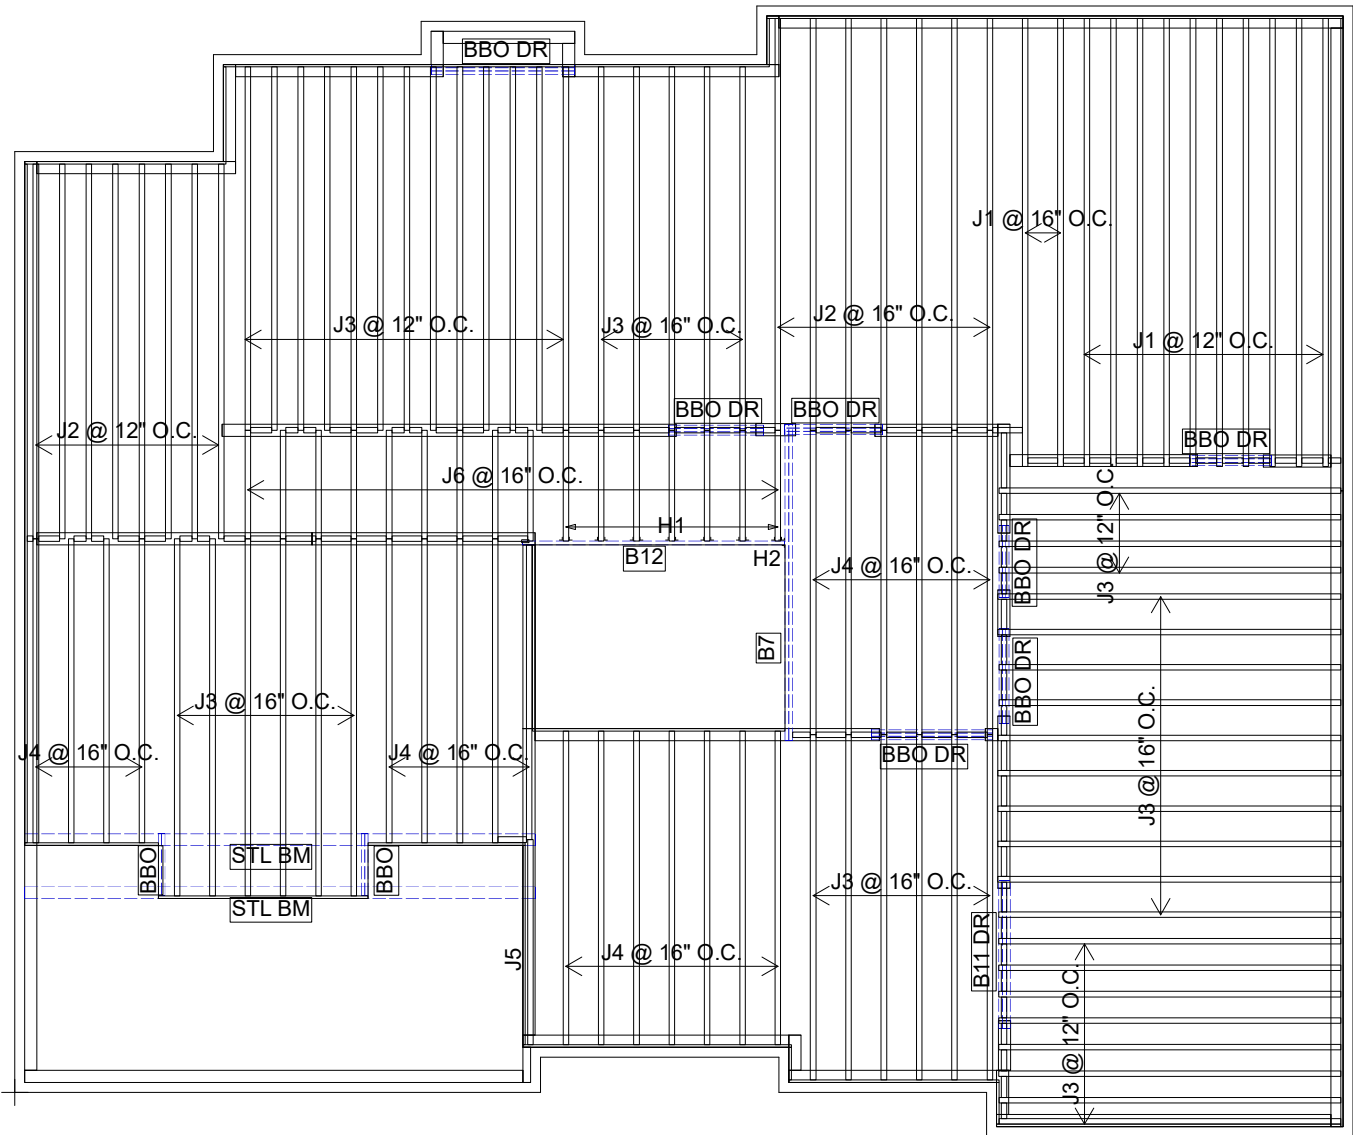 BBO DR
J1 @ 16" O.C.
J3 @ 12" O.C.
J3 @ 16" O.C.
J2 @ 16" O.C.
J1 @ 12" O.C.
BBO DR
BBO DR
J2 @ 12" O.C.
BBO DR
J6 @ 16" O.C.
J3 @ 12" O.C.
H1
B12
H2
BBO DR
J4 @ 16" O.C.
B7
BBO DR
J3 @ 16" O.C.
J3 @ 16" O.C.
J4 @ 16" O.C.
J4 @ 16" O.C.
BBO DR
BBO
STL BM
BBO
STL BM
J3 @ 16" O.C.
J5
J4 @ 16" O.C.
B11 DR
J3 @ 12" O.C.